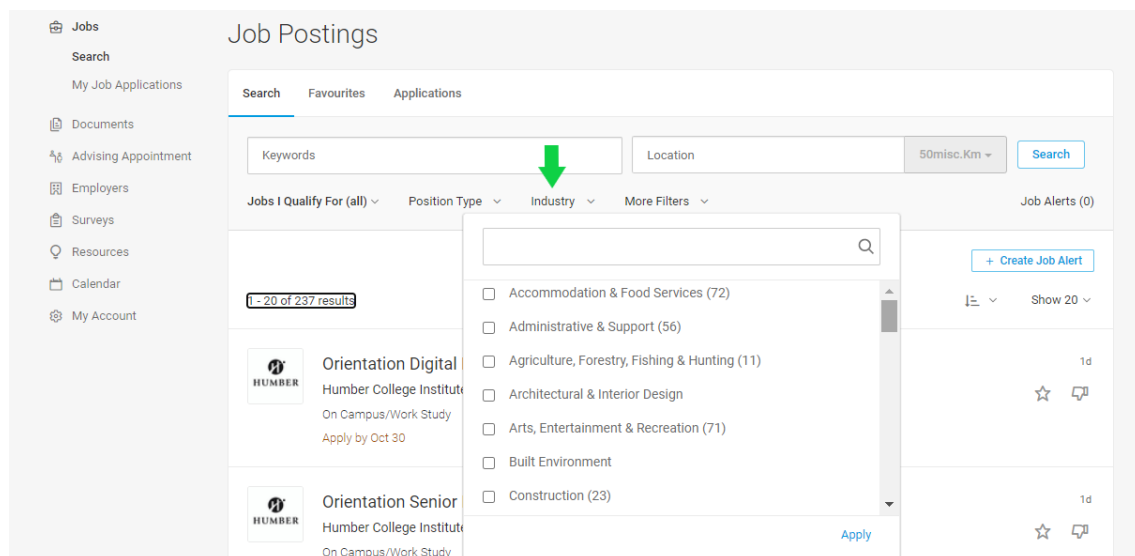 Jobs
Search
My Job Applications
Documents
Advising Appointment
Employers
Surveys
Resources
Calendar
My Account
Job Postings
Search Favourites Applications
Keywords Location 50misc.Km Search
Jobs I Qualify For (all) Position Type Industry More Filters Job Alerts (0)
+ Create Job Alert
1 - 20 of 237 results Show 20
Accommodation & Food Services (72)
Administrative & Support (56)
Agriculture, Forestry, Fishing & Hunting (11)
Architectural & Interior Design
Arts, Entertainment & Recreation (71)
Built Environment
Construction (23)
Apply
HUMBER
Orientation Digital
Humber College Institute
On Campus/Work Study
Apply by Oct 30
1d
HUMBER
Orientation Senior
Humber College Institute
On Campus/Work Study
1d